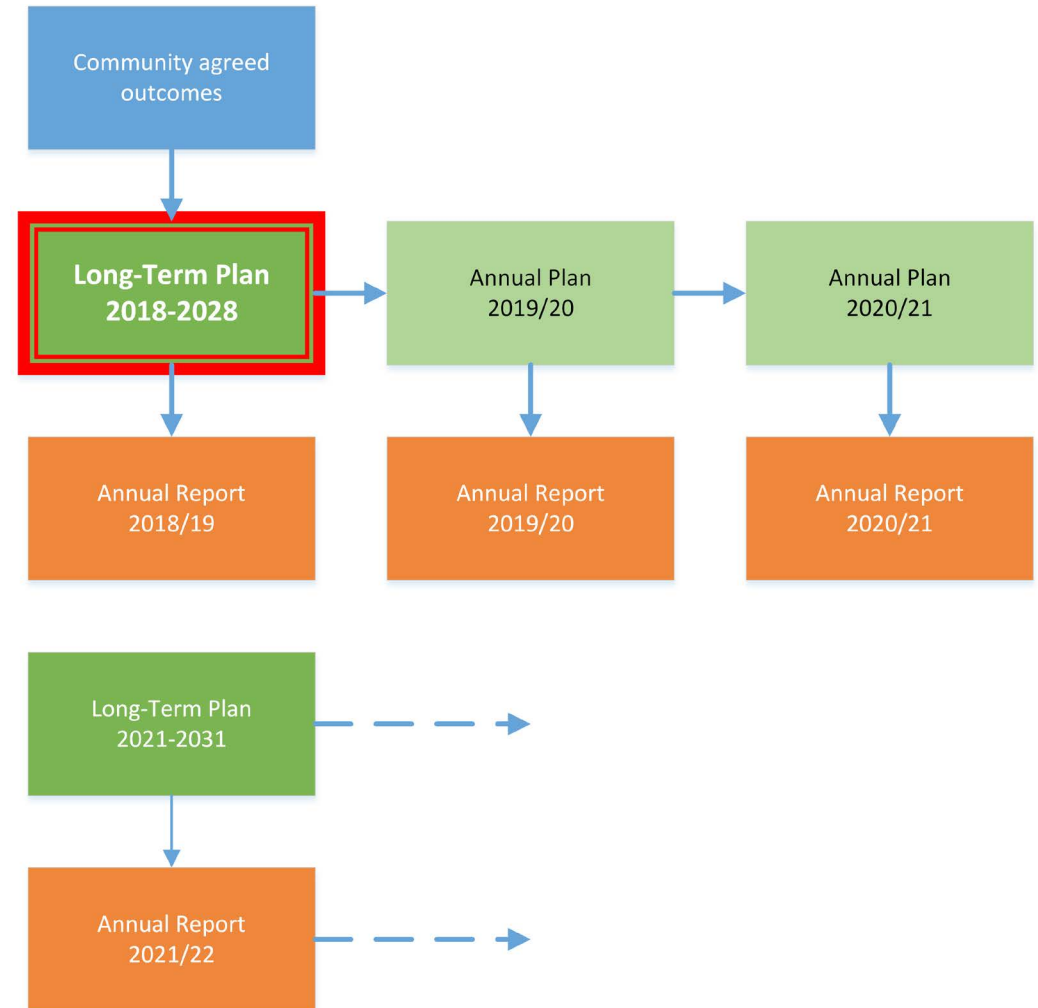 Community agreed
outcomes
Long-Term Plan
2018-2028
Annual Plan
2019/20
Annual Plan
2020/21
Annual Report
2018/19
Annual Report
2019/20
Annual Report
2020/21
Long-Term Plan
2021-2031
Annual Report
2021/22